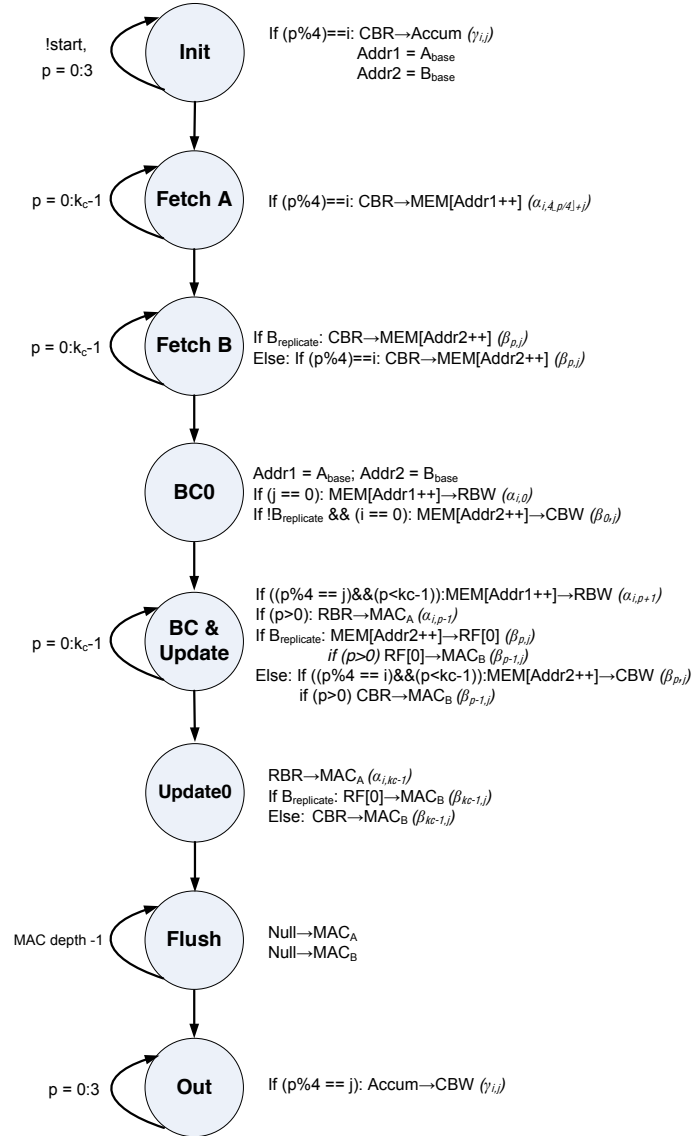 !start,
p = 0:3
Init
If (p%4)==i: CBR→Accum (γi,j)
Addr1 = Abase
Addr2 = Bbase
p = 0:kc-1
Fetch A
If (p%4)==i: CBR→MEM[Addr1++] (αi,4⌊p/4⌋+j)
p = 0:kc-1
Fetch B
If Breplicate: CBR→MEM[Addr2++] (βp,j)
Else: If (p%4)==i: CBR→MEM[Addr2++] (βp,j)
BC0
Addr1 = Abase; Addr2 = Bbase
If (j == 0): MEM[Addr1++]→RBW (αi,0)
If !Breplicate && (i == 0): MEM[Addr2++]→CBW (β0,j)
p = 0:kc-1
BC &
Update
If ((p%4 == j)&&(p<kc-1)):MEM[Addr1++]→RBW (αi,p+1)
If (p>0): RBR→MACA (αi,p-1)
If Breplicate: MEM[Addr2++]→RF[0] (βp,j)
if (p>0) RF[0]→MACB (βp-1,j)
Else: If ((p%4 == i)&&(p<kc-1)):MEM[Addr2++]→CBW (βp,j)
if (p>0) CBR→MACB (βp-1,j)
Update0
RBR→MACA (αi,kc-1)
If Breplicate: RF[0]→MACB (βkc-1,j)
Else: CBR→MACB (βkc-1,j)
MAC depth -1
Flush
Null→MACA
Null→MACB
p = 0:3
Out
If (p%4 == j): Accum→CBW (γi,j)